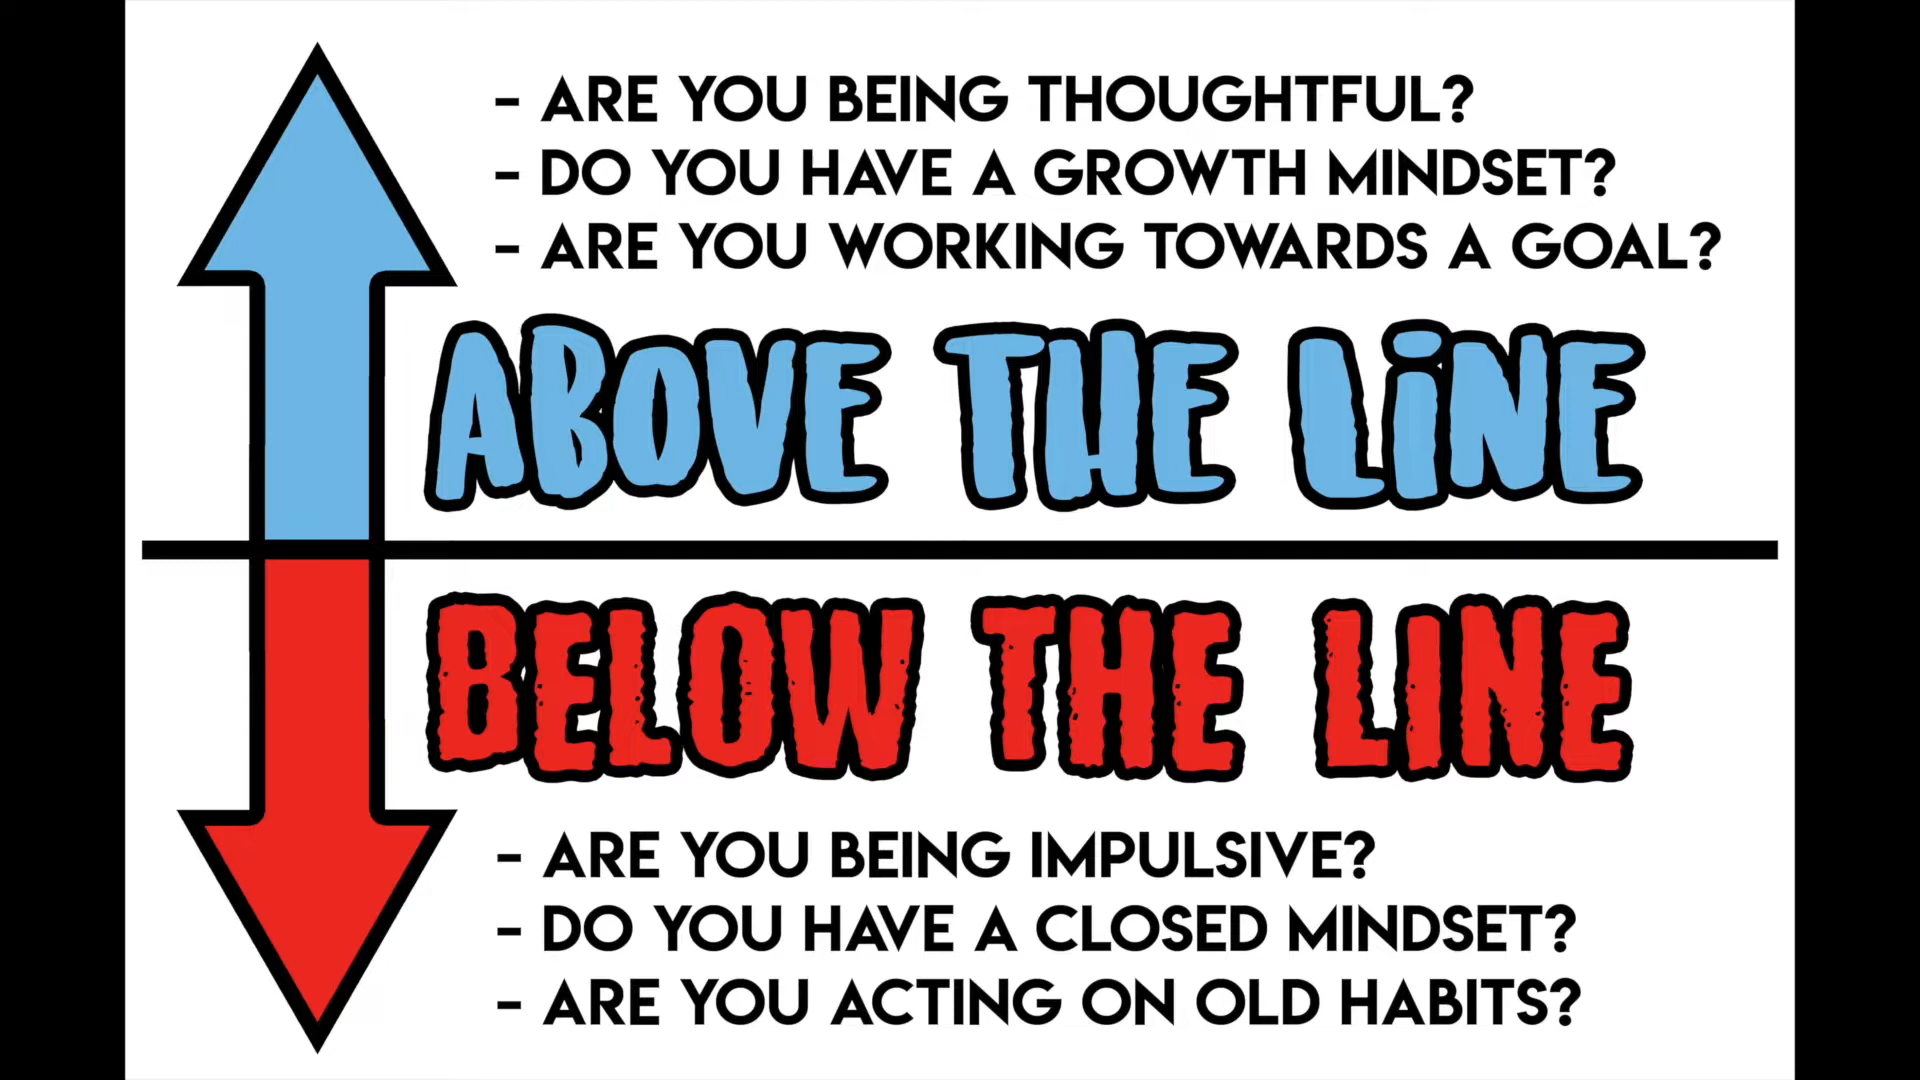 - ARE YOU BEING THOUGHTFUL?
- DO YOU HAVE A GROWTH MINDSET?
- ARE YOU WORKING TOWARDS A GOAL?
ABOVE THE LiNE
BELOW THE LINE
- ARE YOU BEING IMPULSIVE?
- DO YOU HAVE A CLOSED MINDSET?
- ARE YOU ACTING ON OLD HABITS?